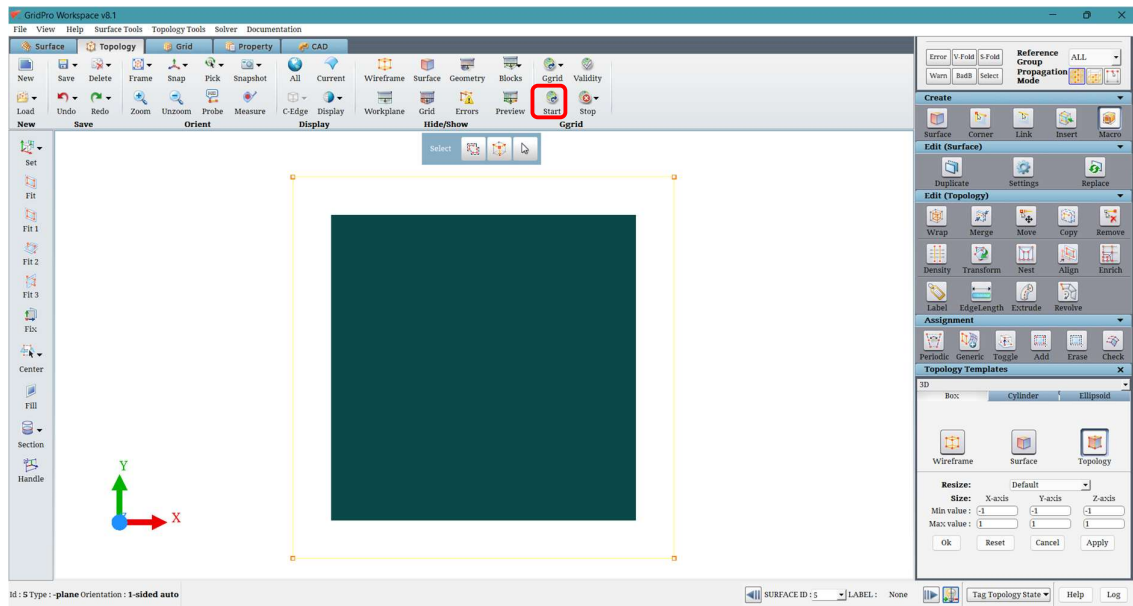 GridPro Workspace v8.1
File View Help Surface Tools Topology Tools Solver Documentation
Surface Topology Grid Property CAD
New Save Delete Frame Snap Pick Snapshot All Current Wireframe Surface Geometry Blocks Ggrid Validity
Load Undo Redo Zoom Unzoom Probe Measure C-Edge Display Workplane Grid Errors Preview Start Stop
New Save Orient Display Hide/Show Ggrid
Error V-Fold S-Fold Reference Group ALL
Warn BadB Select Propagation Mode
Create
Surface Corner Link Insert Macro
Edit (Surface)
Duplicate Settings Replace
Edit (Topology)
Wrap Merge Move Copy Remove
Density Transform Nest Align Enrich
Label EdgeLength Extrude Revolve
Assignment
Periodic Generic Toggle Add Erase Check
Topology Templates x
3D
Box Cylinder Ellipsoid
Wireframe Surface Topology
Resize: Default
Size: X-axis Y-axis Z-axis
Min value : -1 -1 -1
Max value : 1 1 1
Ok Reset Cancel Apply
Select
Set
Fit
Fit 1
Fit 2
Fit 3
Fix
Center
Fill
Section
Handle
Y
X
Id : 5 Type : -plane Orientation : 1-sided auto
SURFACE ID : 5 LABEL : None
Tag Topology State Help Log